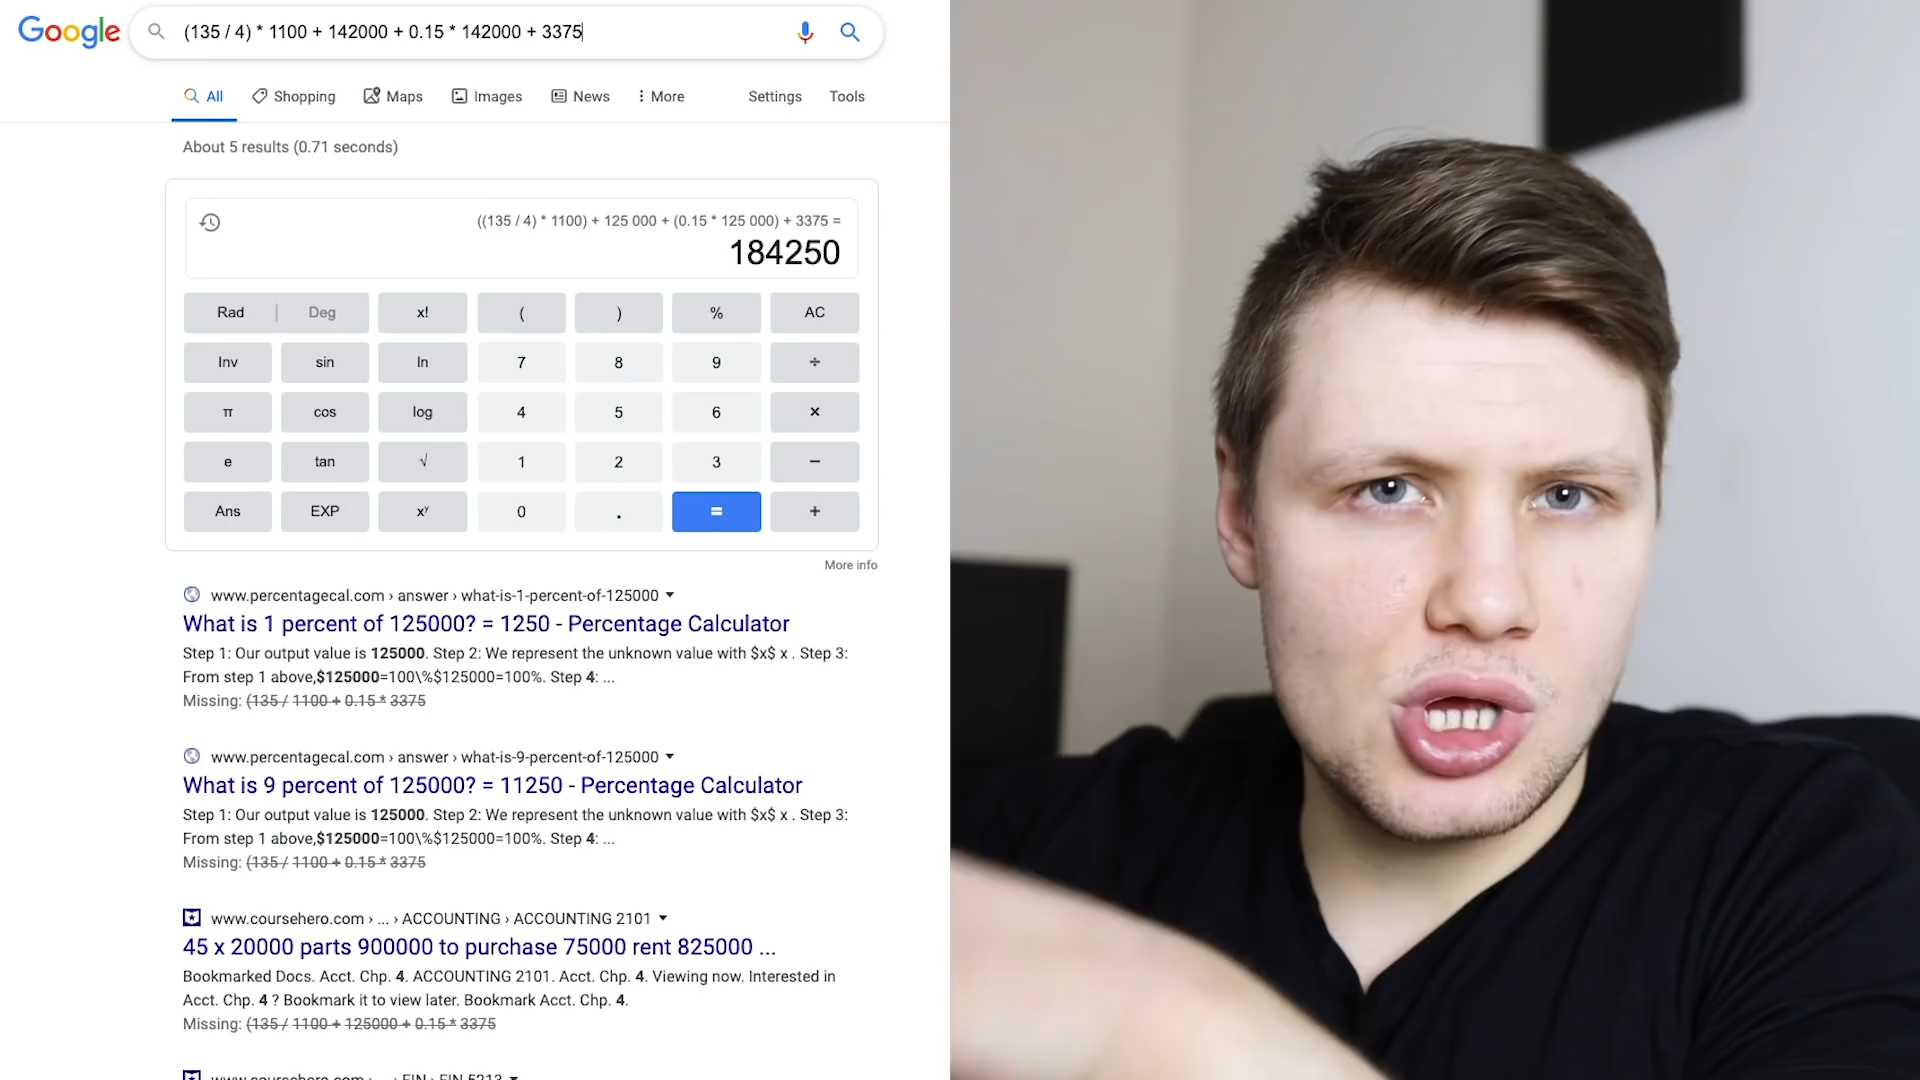 Google
(135 / 4) * 1100 + 142000 + 0.15 * 142000 + 3375
All Shopping Maps Images News More Settings Tools
About 5 results (0.71 seconds)
((135 / 4) * 1100) + 125 000 + (0.15 * 125 000) + 3375 =
184250
Rad | Deg x! ( ) % AC
Inv sin ln 7 8 9 ÷
π cos log 4 5 6 ×
e tan √ 1 2 3 −
Ans EXP xʸ 0 . = +
More info
www.percentagecal.com › answer › what-is-1-percent-of-125000
What is 1 percent of 125000? = 1250 - Percentage Calculator
Step 1: Our output value is 125000. Step 2: We represent the unknown value with $x$ x . Step 3:
From step 1 above,$125000=100\%$125000=100%. Step 4: ...
Missing: (135 / 1100 + 0.15 * 3375
www.percentagecal.com › answer › what-is-9-percent-of-125000
What is 9 percent of 125000? = 11250 - Percentage Calculator
Step 1: Our output value is 125000. Step 2: We represent the unknown value with $x$ x . Step 3:
From step 1 above,$125000=100\%$125000=100%. Step 4: ...
Missing: (135 / 1100 + 0.15 * 3375
www.coursehero.com › ... › ACCOUNTING › ACCOUNTING 2101
45 x 20000 parts 900000 to purchase 75000 rent 825000 ...
Bookmarked Docs. Acct. Chp. 4. ACCOUNTING 2101. Acct. Chp. 4. Viewing now. Interested in
Acct. Chp. 4 ? Bookmark it to view later. Bookmark Acct. Chp. 4.
Missing: (135 / 1100 + 125000 + 0.15 * 3375
www.coursehero.com › ... › FIN › FIN 5213